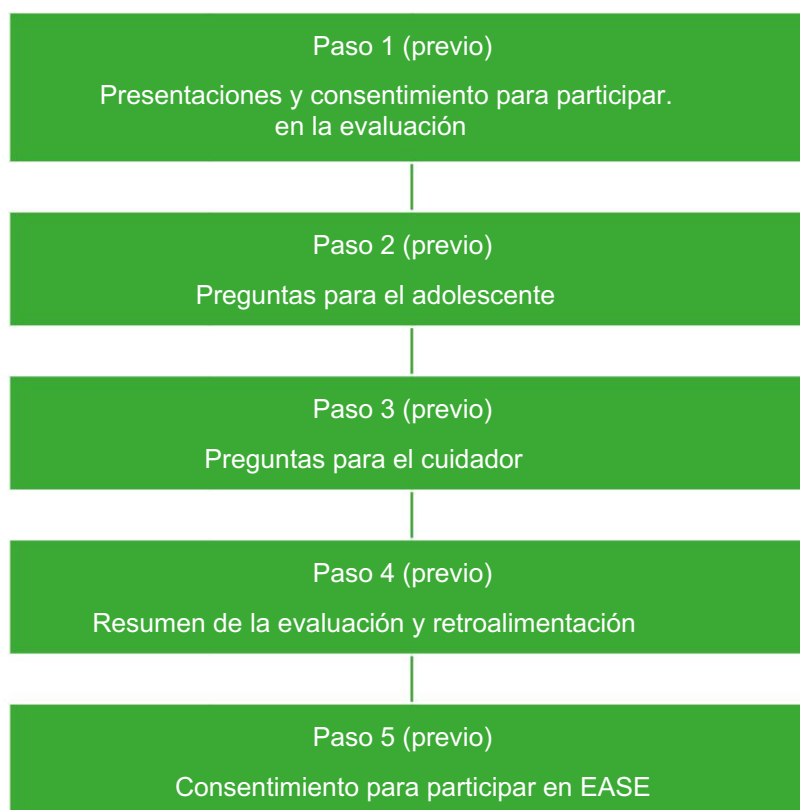 Paso 1 (previo)
Presentaciones y consentimiento para participar.
en la evaluación
Paso 2 (previo)
Preguntas para el adolescente
Paso 3 (previo)
Preguntas para el cuidador
Paso 4 (previo)
Resumen de la evaluación y retroalimentación
Paso 5 (previo)
Consentimiento para participar en EASE